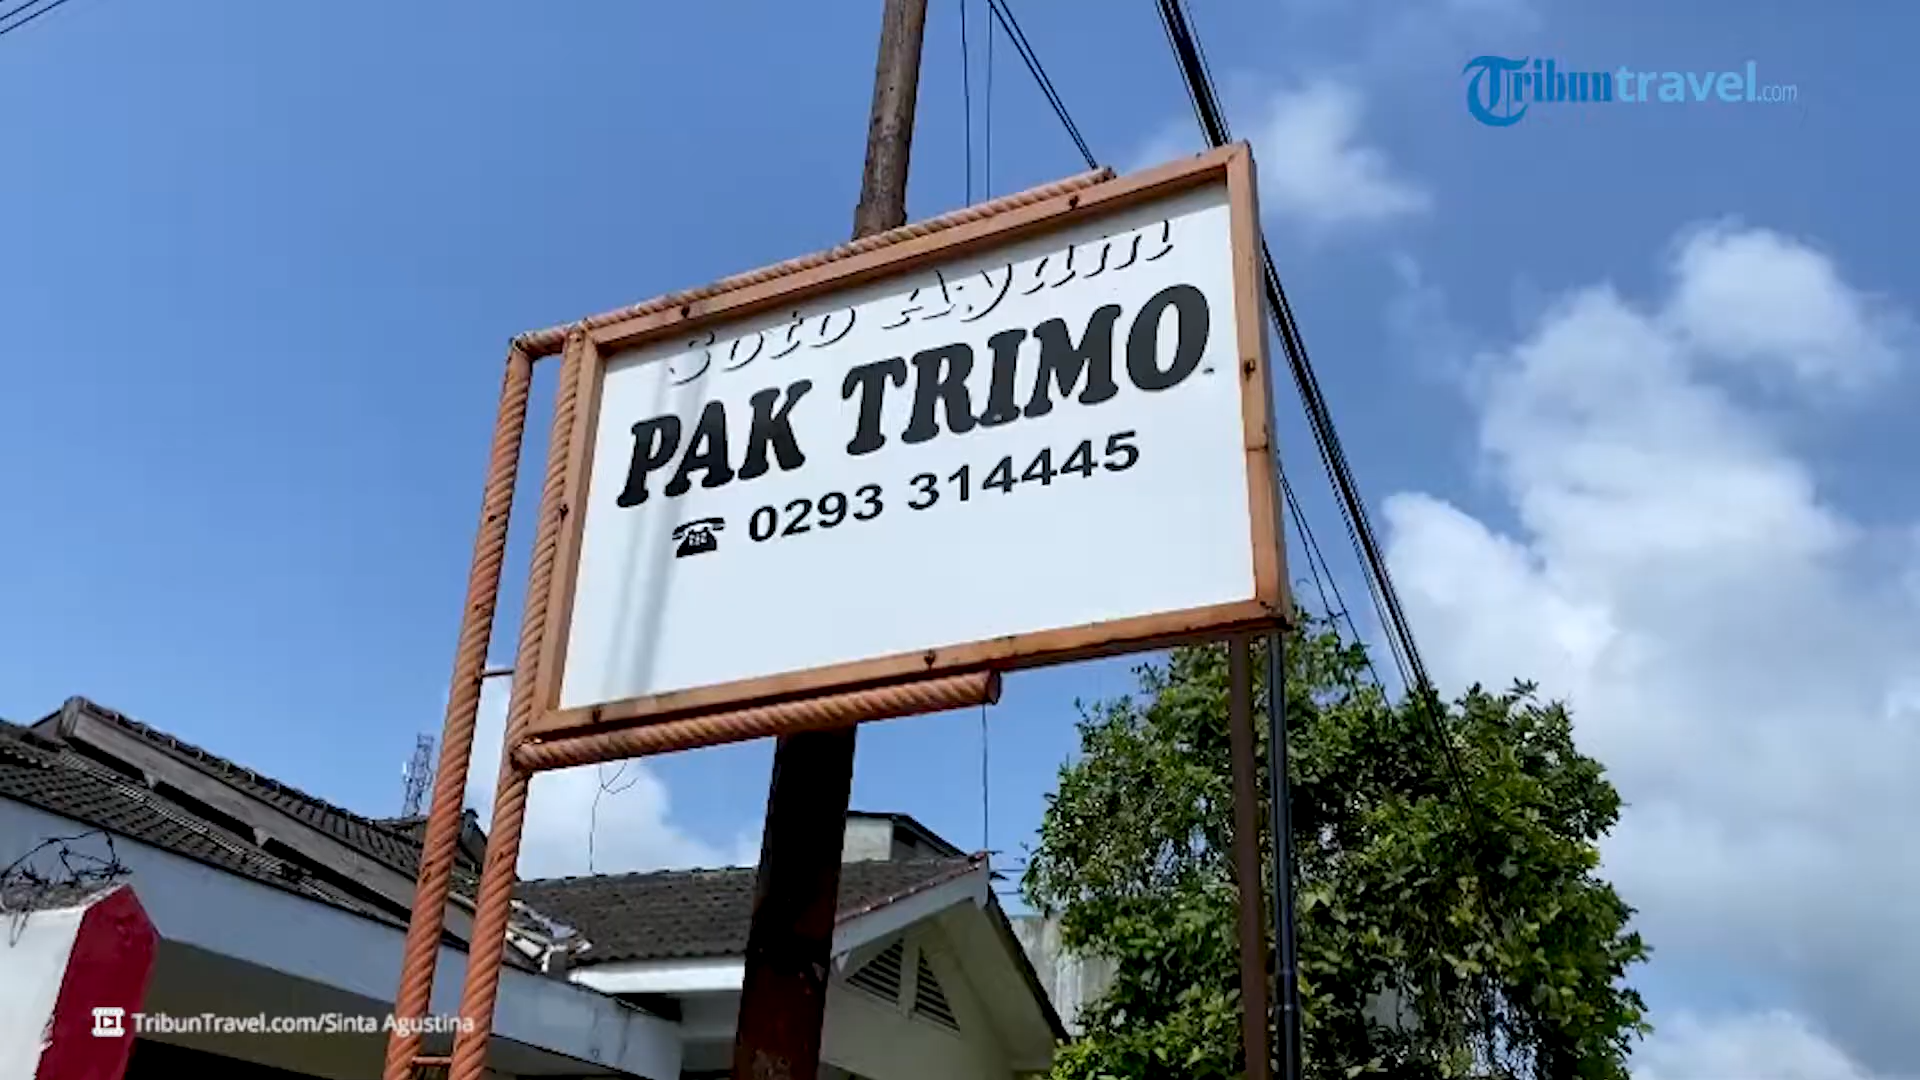 Tribuntravel.com
Soto Ayam
PAK TRIMO
☎ 0293 314445
TribunTravel.com/Sinta Agustina